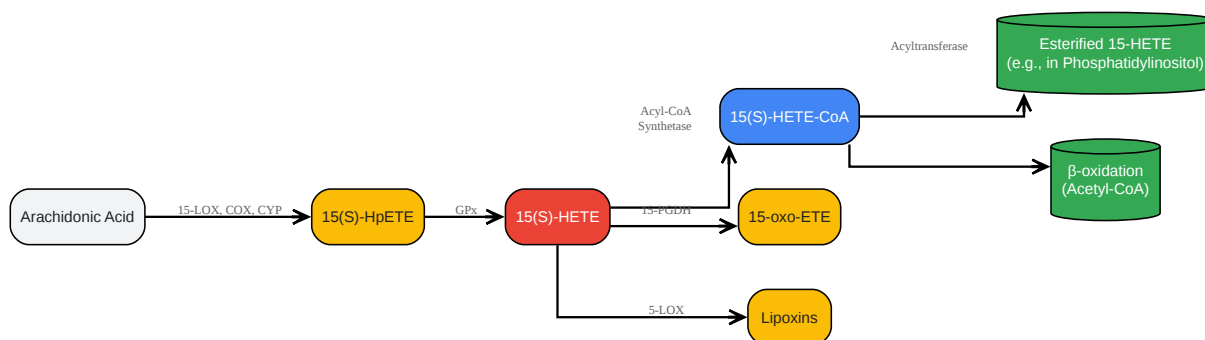 Acyltransferase
Esterified 15-HETE
(e.g., in Phosphatidylinositol)
Acyl-CoA
Synthetase
15(S)-HETE-CoA
β-oxidation
(Acetyl-CoA)
Arachidonic Acid
15-LOX, COX, CYP
15(S)-HpETE
GPx
15(S)-HETE
15-PGDH
15-oxo-ETE
5-LOX
Lipoxins